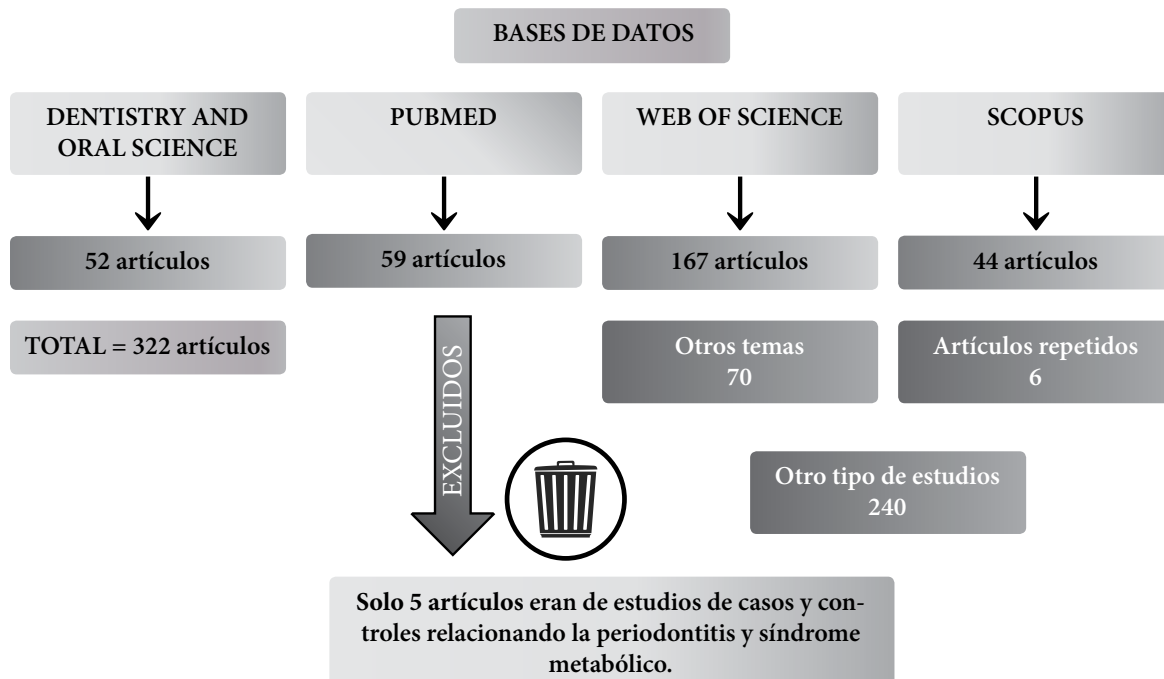 BASES DE DATOS
DENTISTRY AND
ORAL SCIENCE
PUBMED
WEB OF SCIENCE
SCOPUS
52 artículos
59 artículos
167 artículos
44 artículos
TOTAL = 322 artículos
EXCLUIDOS
Otros temas
70
Artículos repetidos
6
Otro tipo de estudios
240
Solo 5 artículos eran de estudios de casos y con-
troles relacionando la periodontitis y síndrome
metabólico.